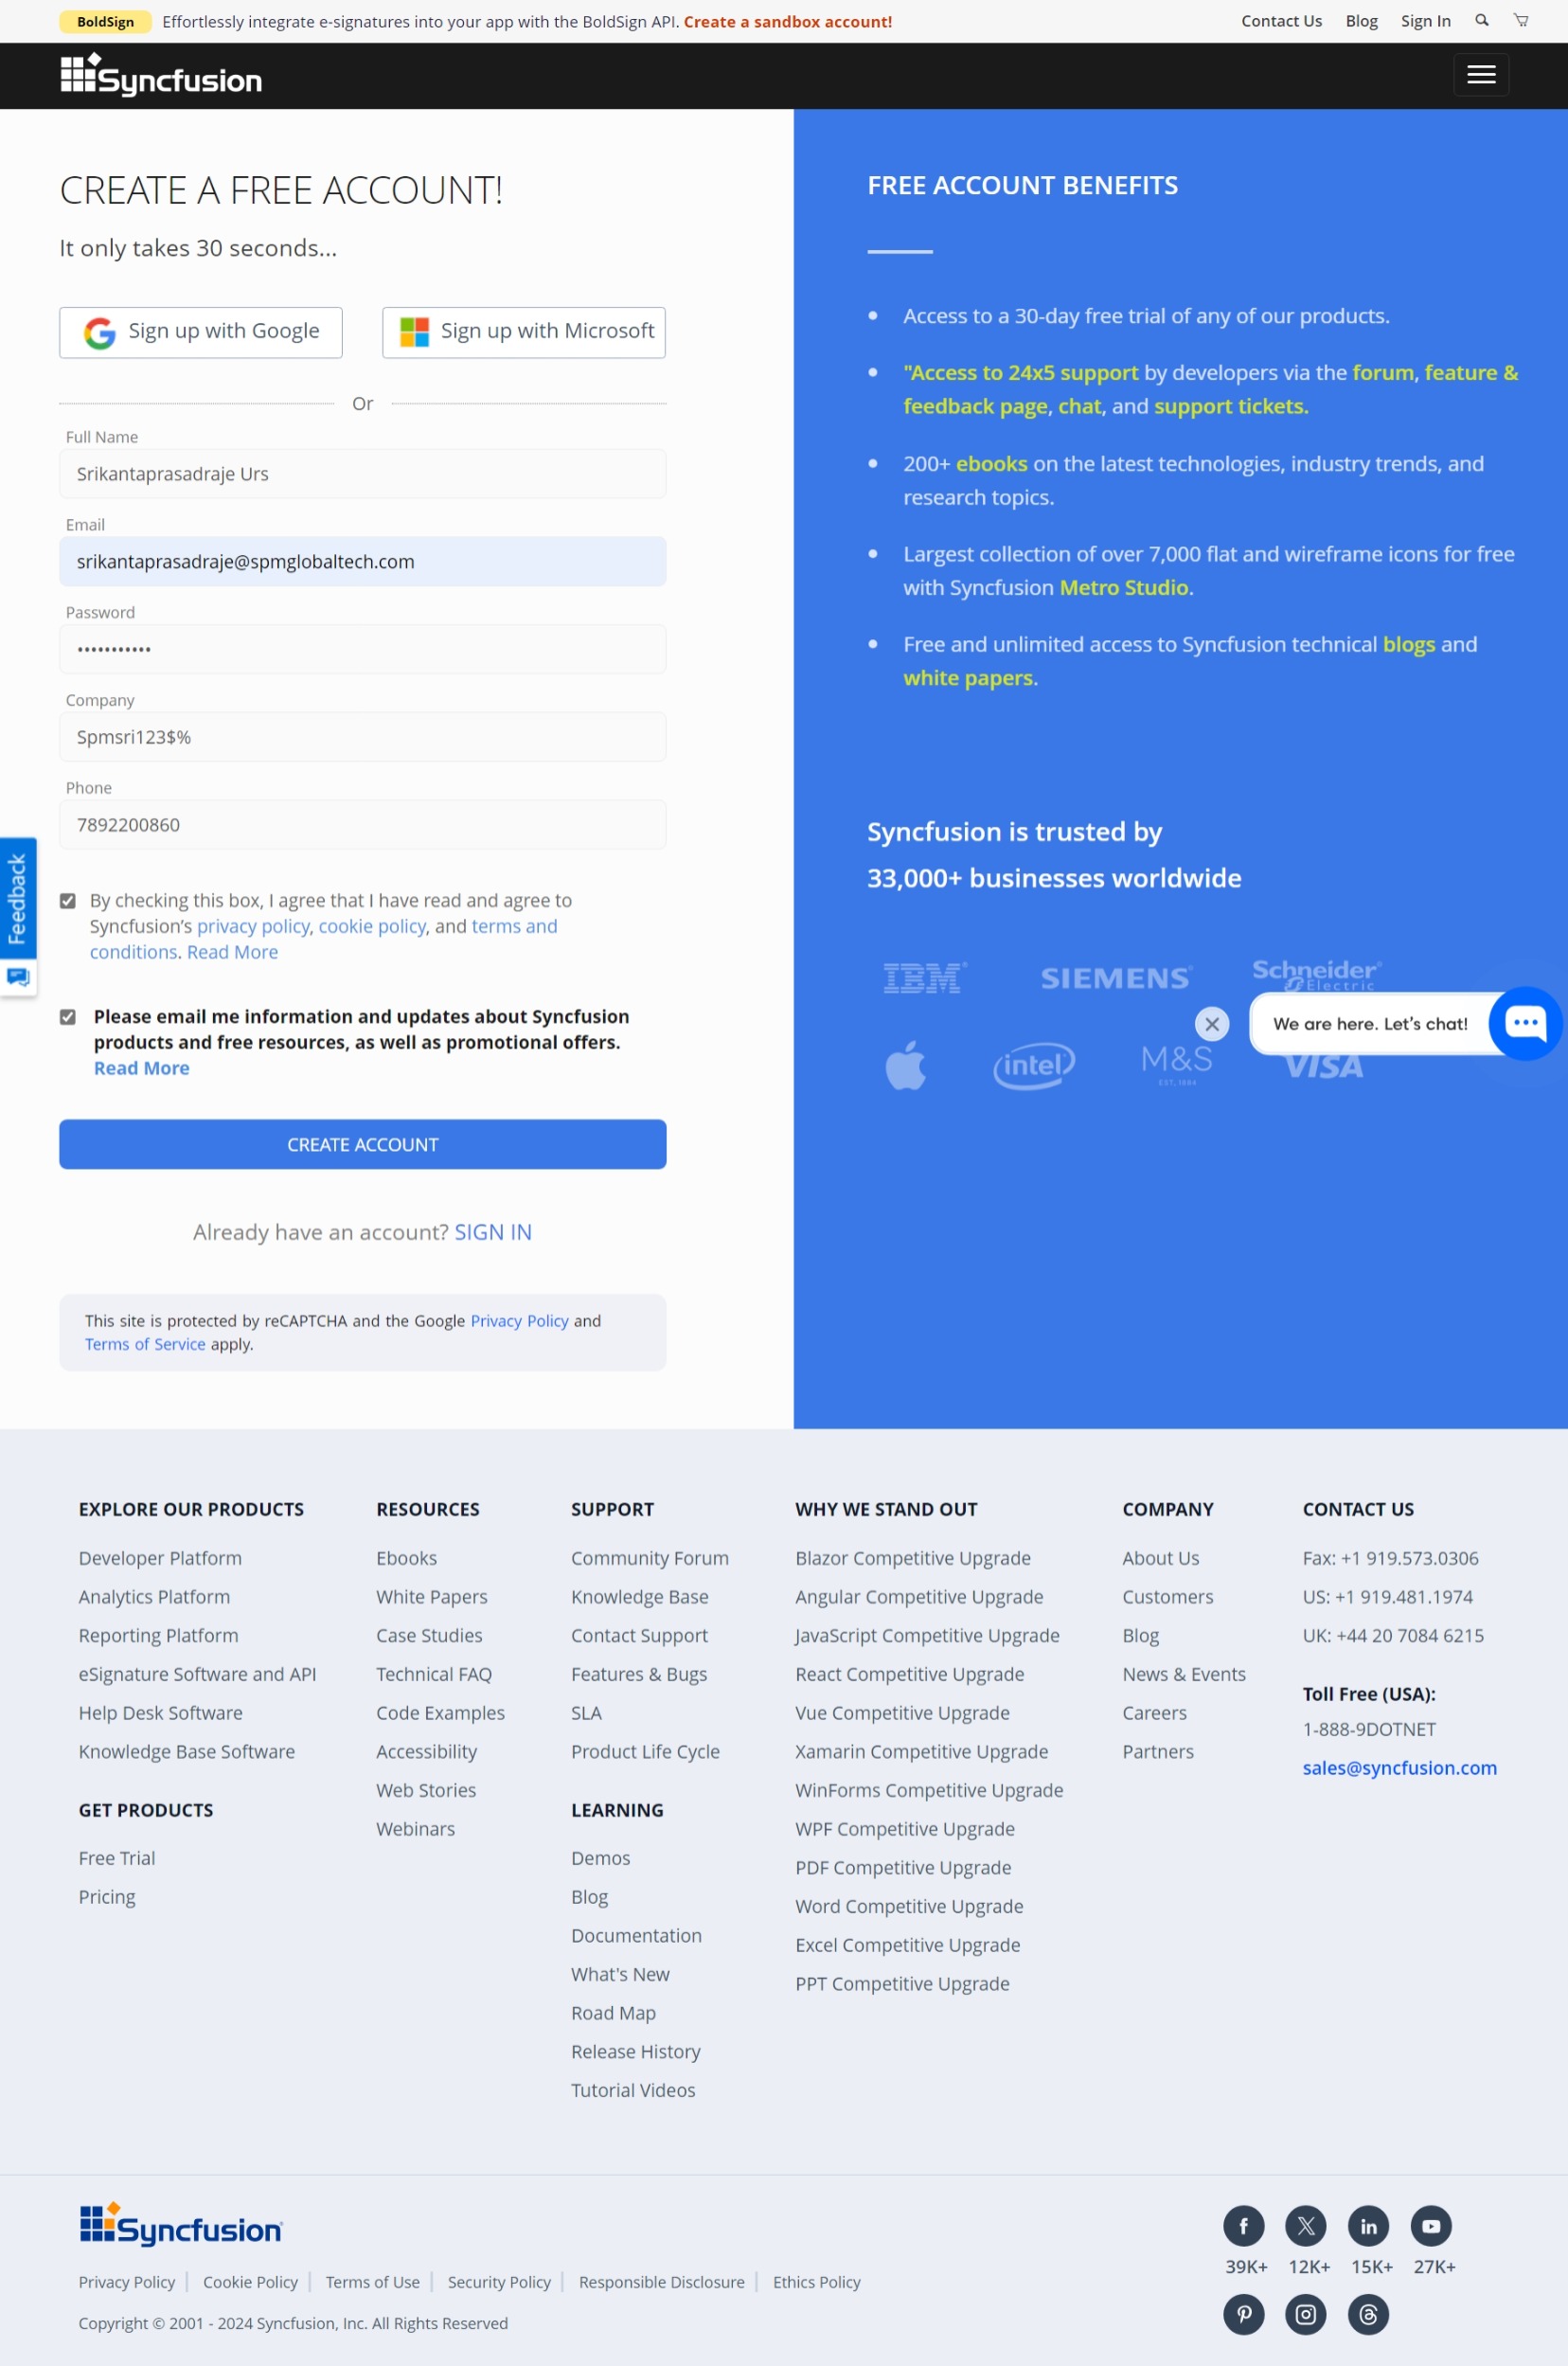 BoldSign Effortlessly integrate e-signatures into your app with the BoldSign API. Create a sandbox account!
Contact Us Blog Sign In
Syncfusion
CREATE A FREE ACCOUNT!
It only takes 30 seconds...
Sign up with Google Sign up with Microsoft
Or
Full Name
Srikantaprasadraje Urs
Email
srikantaprasadraje@spmglobaltech.com
Password
•••••••••••
Company
Spmsri123$%
Phone
7892200860
By checking this box, I agree that I have read and agree to
Syncfusion's privacy policy, cookie policy, and terms and
conditions. Read More
Please email me information and updates about Syncfusion
products and free resources, as well as promotional offers.
Read More
CREATE ACCOUNT
Already have an account? SIGN IN
This site is protected by reCAPTCHA and the Google Privacy Policy and
Terms of Service apply.
Feedback
FREE ACCOUNT BENEFITS
• Access to a 30-day free trial of any of our products.
• "Access to 24x5 support by developers via the forum, feature &
feedback page, chat, and support tickets.
• 200+ ebooks on the latest technologies, industry trends, and
research topics.
• Largest collection of over 7,000 flat and wireframe icons for free
with Syncfusion Metro Studio.
• Free and unlimited access to Syncfusion technical blogs and
white papers.
Syncfusion is trusted by
33,000+ businesses worldwide
IBM® SIEMENS® Schneider®
Electric
We are here. Let's chat!
intel M&S VISA
EST. 1884
EXPLORE OUR PRODUCTS
Developer Platform
Analytics Platform
Reporting Platform
eSignature Software and API
Help Desk Software
Knowledge Base Software
GET PRODUCTS
Free Trial
Pricing
RESOURCES
Ebooks
White Papers
Case Studies
Technical FAQ
Code Examples
Accessibility
Web Stories
Webinars
SUPPORT
Community Forum
Knowledge Base
Contact Support
Features & Bugs
SLA
Product Life Cycle
LEARNING
Demos
Blog
Documentation
What's New
Road Map
Release History
Tutorial Videos
WHY WE STAND OUT
Blazor Competitive Upgrade
Angular Competitive Upgrade
JavaScript Competitive Upgrade
React Competitive Upgrade
Vue Competitive Upgrade
Xamarin Competitive Upgrade
WinForms Competitive Upgrade
WPF Competitive Upgrade
PDF Competitive Upgrade
Word Competitive Upgrade
Excel Competitive Upgrade
PPT Competitive Upgrade
COMPANY
About Us
Customers
Blog
News & Events
Careers
Partners
CONTACT US
Fax: +1 919.573.0306
US: +1 919.481.1974
UK: +44 20 7084 6215
Toll Free (USA):
1-888-9DOTNET
sales@syncfusion.com
Syncfusion®
Privacy Policy | Cookie Policy | Terms of Use | Security Policy | Responsible Disclosure | Ethics Policy
Copyright © 2001 - 2024 Syncfusion, Inc. All Rights Reserved
39K+ 12K+ 15K+ 27K+